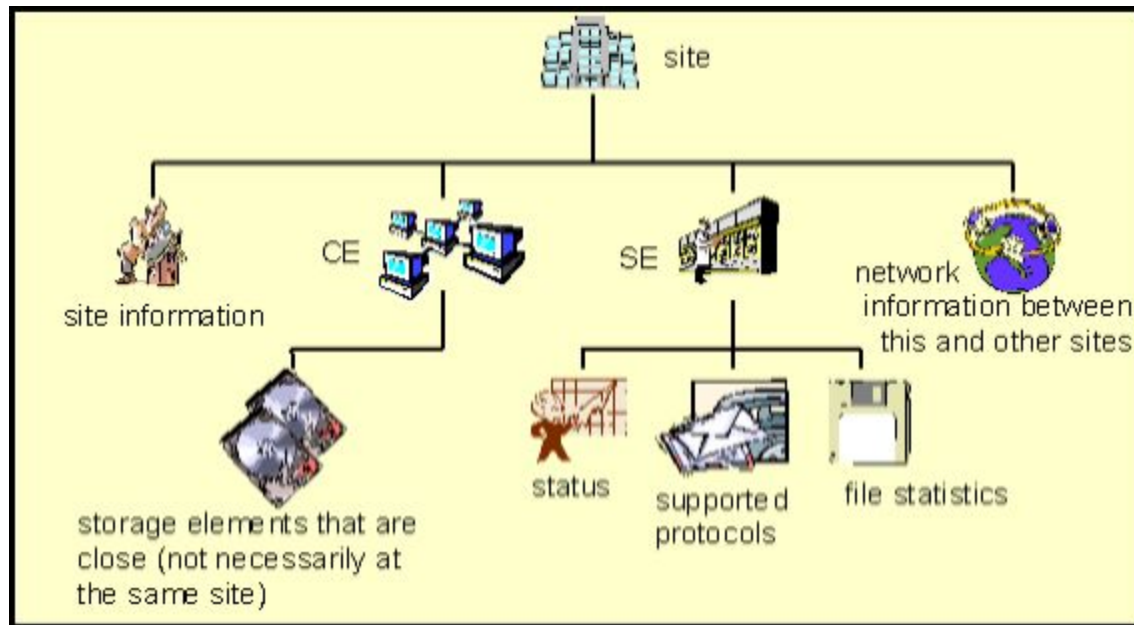 site
CE
SE
site information
network
information between
this and other sites
status
supported
protocols
file statistics
storage elements that are
close (not necessarily at
the same site)